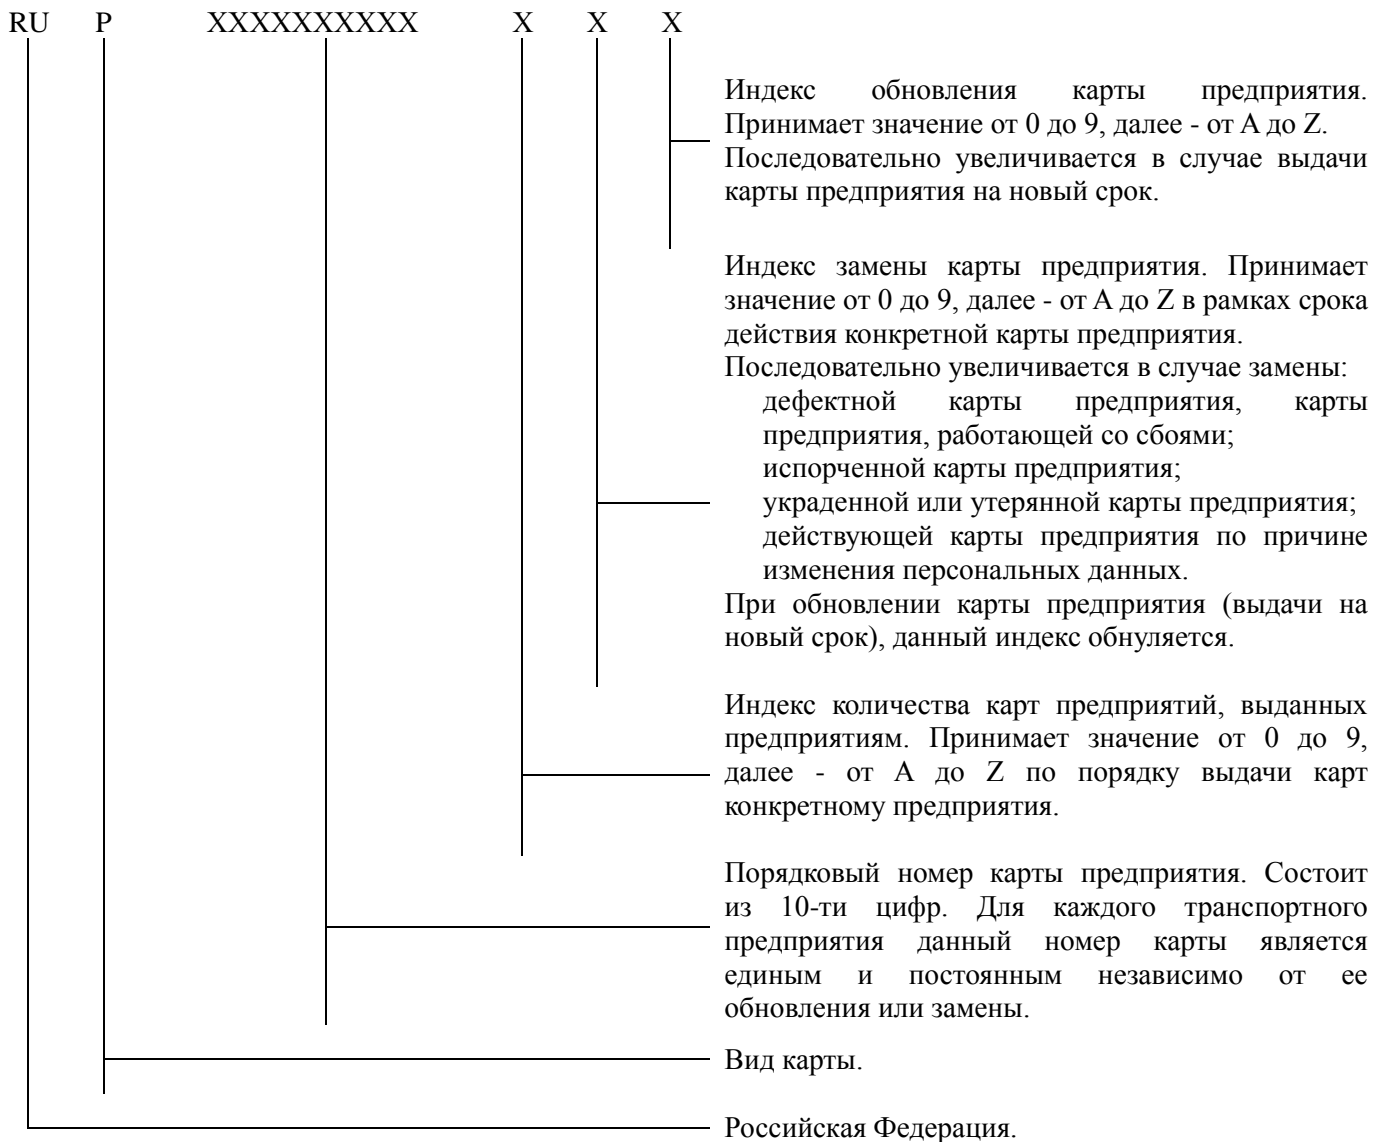 RU P XXXXXXXXXX X X X
Индекс обновления карты предприятия.
Принимает значение от 0 до 9, далее - от A до Z.
Последовательно увеличивается в случае выдачи
карты предприятия на новый срок.
Индекс замены карты предприятия. Принимает
значение от 0 до 9, далее - от A до Z в рамках срока
действия конкретной карты предприятия.
Последовательно увеличивается в случае замены:
дефектной карты предприятия, карты
предприятия, работающей со сбоями;
испорченной карты предприятия;
украденной или утерянной карты предприятия;
действующей карты предприятия по причине
изменения персональных данных.
При обновлении карты предприятия (выдачи на
новый срок), данный индекс обнуляется.
Индекс количества карт предприятий, выданных
предприятиям. Принимает значение от 0 до 9,
далее - от A до Z по порядку выдачи карт
конкретному предприятия.
Порядковый номер карты предприятия. Состоит
из 10-ти цифр. Для каждого транспортного
предприятия данный номер карты является
единым и постоянным независимо от ее
обновления или замены.
Вид карты.
Российская Федерация.